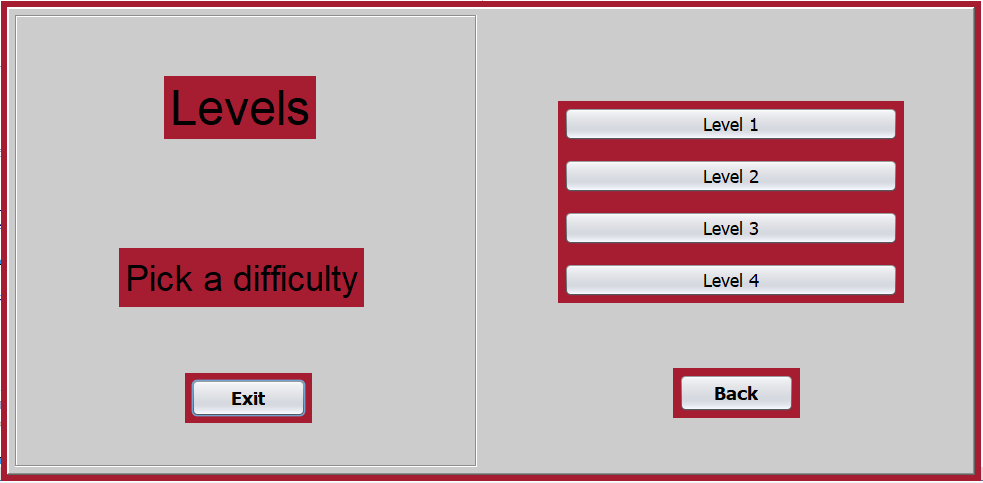 Levels
Pick a difficulty
Exit
Level 1
Level 2
Level 3
Level 4
Back